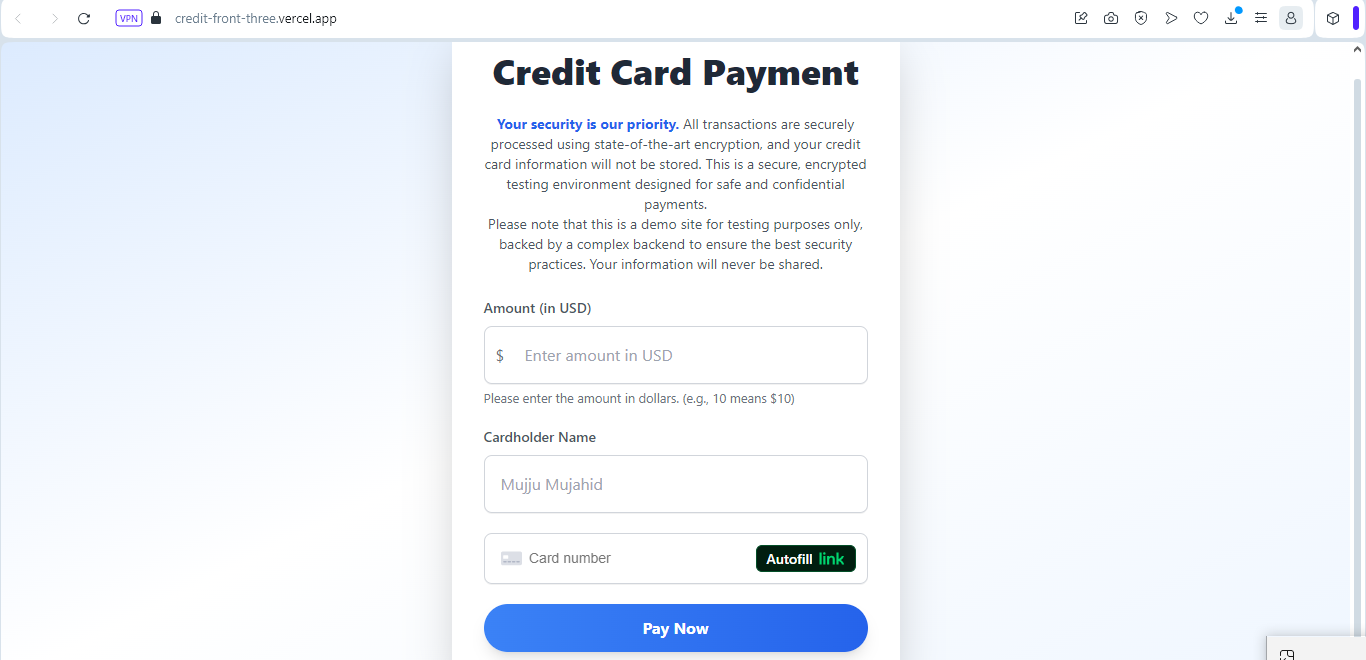 VPN credit-front-three.vercel.app
Credit Card Payment
Your security is our priority. All transactions are securely
processed using state-of-the-art encryption, and your credit
card information will not be stored. This is a secure, encrypted
testing environment designed for safe and confidential
payments.
Please note that this is a demo site for testing purposes only,
backed by a complex backend to ensure the best security
practices. Your information will never be shared.
Amount (in USD)
$ Enter amount in USD
Please enter the amount in dollars. (e.g., 10 means $10)
Cardholder Name
Mujju Mujahid
Card number Autofill link
Pay Now